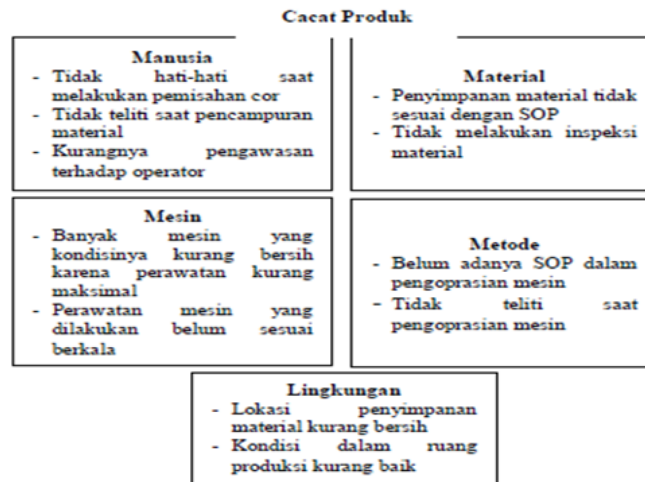 Cacat Produk
Manusia
- Tidak hati-hati saat
melakukan pemisahan cor
- Tidak teliti saat pencampuran
material
- Kurangnya pengawasan
terhadap operator
Material
- Penyimpanan material tidak
sesuai dengan SOP
- Tidak melakukan inspeksi
material
Mesin
- Banyak mesin yang
kondisinya kurang bersih
karena perawatan kurang
maksimal
- Perawatan mesin yang
dilakukan belum sesuai
berkala
Metode
- Belum adanya SOP dalam
pengoprasian mesin
- Tidak teliti saat
pengoprasian mesin
Lingkungan
- Lokasi penyimpanan
material kurang bersih
- Kondisi dalam ruang
produksi kurang baik